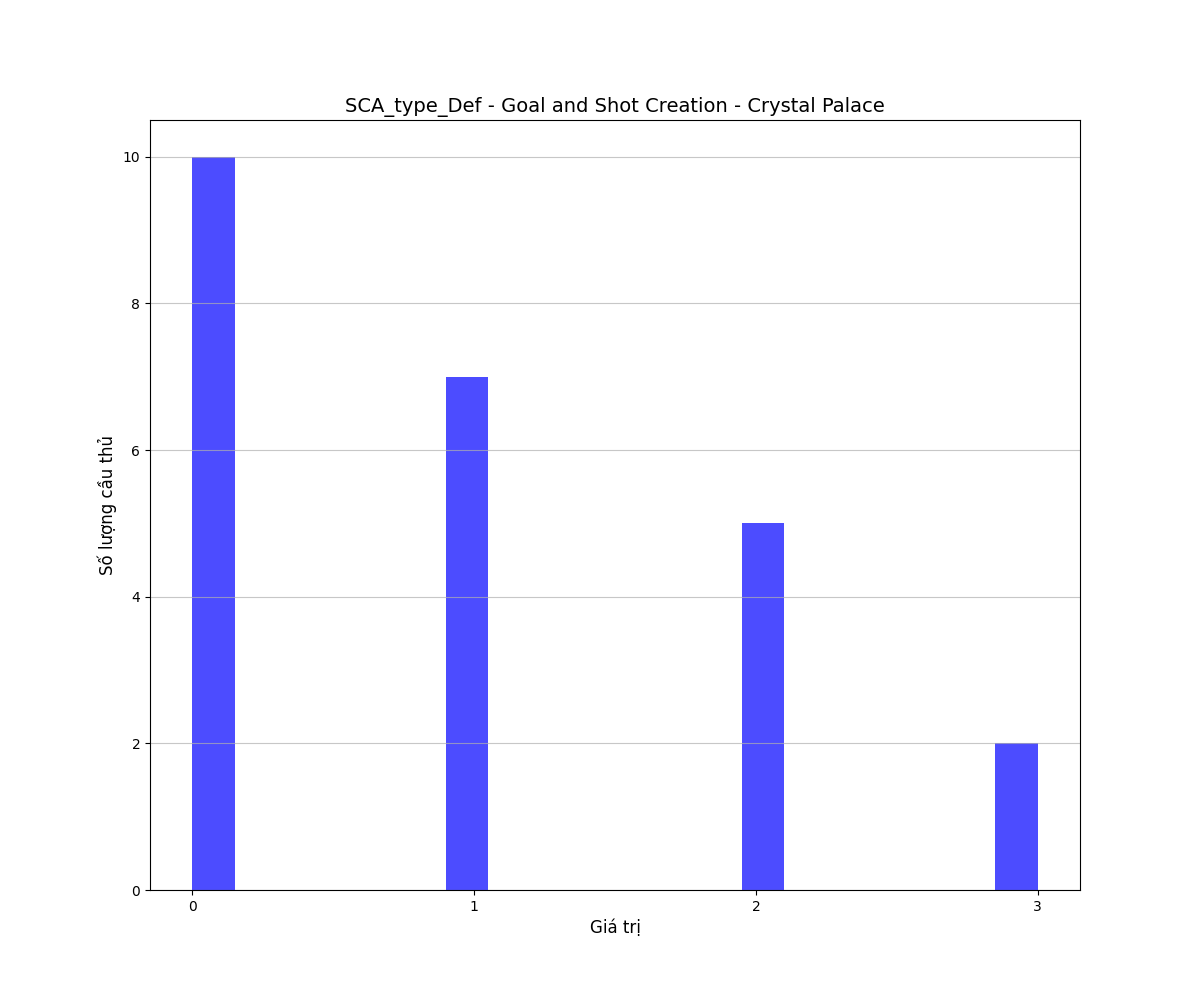 SCA_type_Def - Goal and Shot Creation - Crystal Palace
10
8
6
4
2
0
Số lượng cầu thủ
0 1 2 3
Giá trị